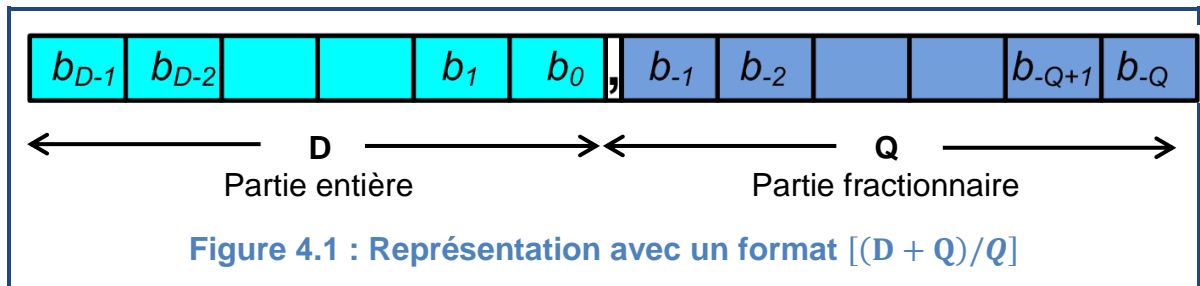 b_{D-1} b_{D-2} b_1 b_0 , b_{-1} b_{-2} b_{-Q+1} b_{-Q}
D Q
Partie entière Partie fractionnaire
Figure 4.1 : Représentation avec un format [(D + Q)/Q]